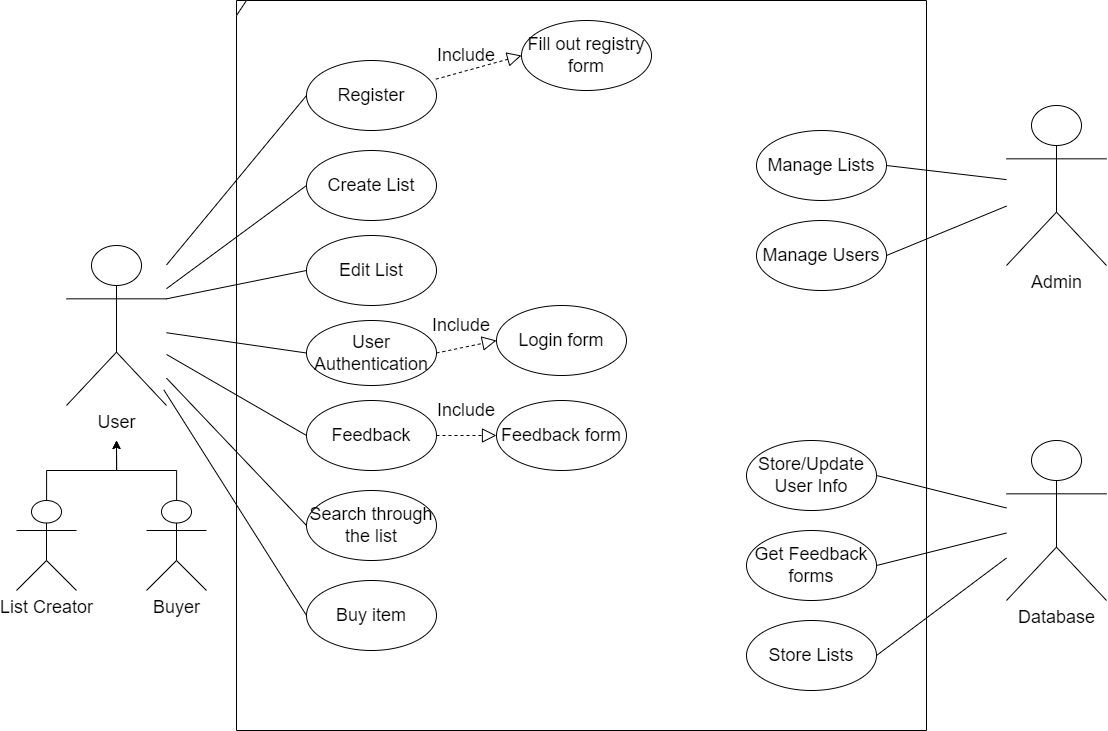 Include
Fill out registry
form
Register
Manage Lists
Create List
Manage Users
Edit List
Admin
Include
User
Authentication
Login form
User
Include
Feedback
Feedback form
Store/Update
User Info
Search through
the list
Get Feedback
forms
List Creator
Buyer
Buy item
Database
Store Lists